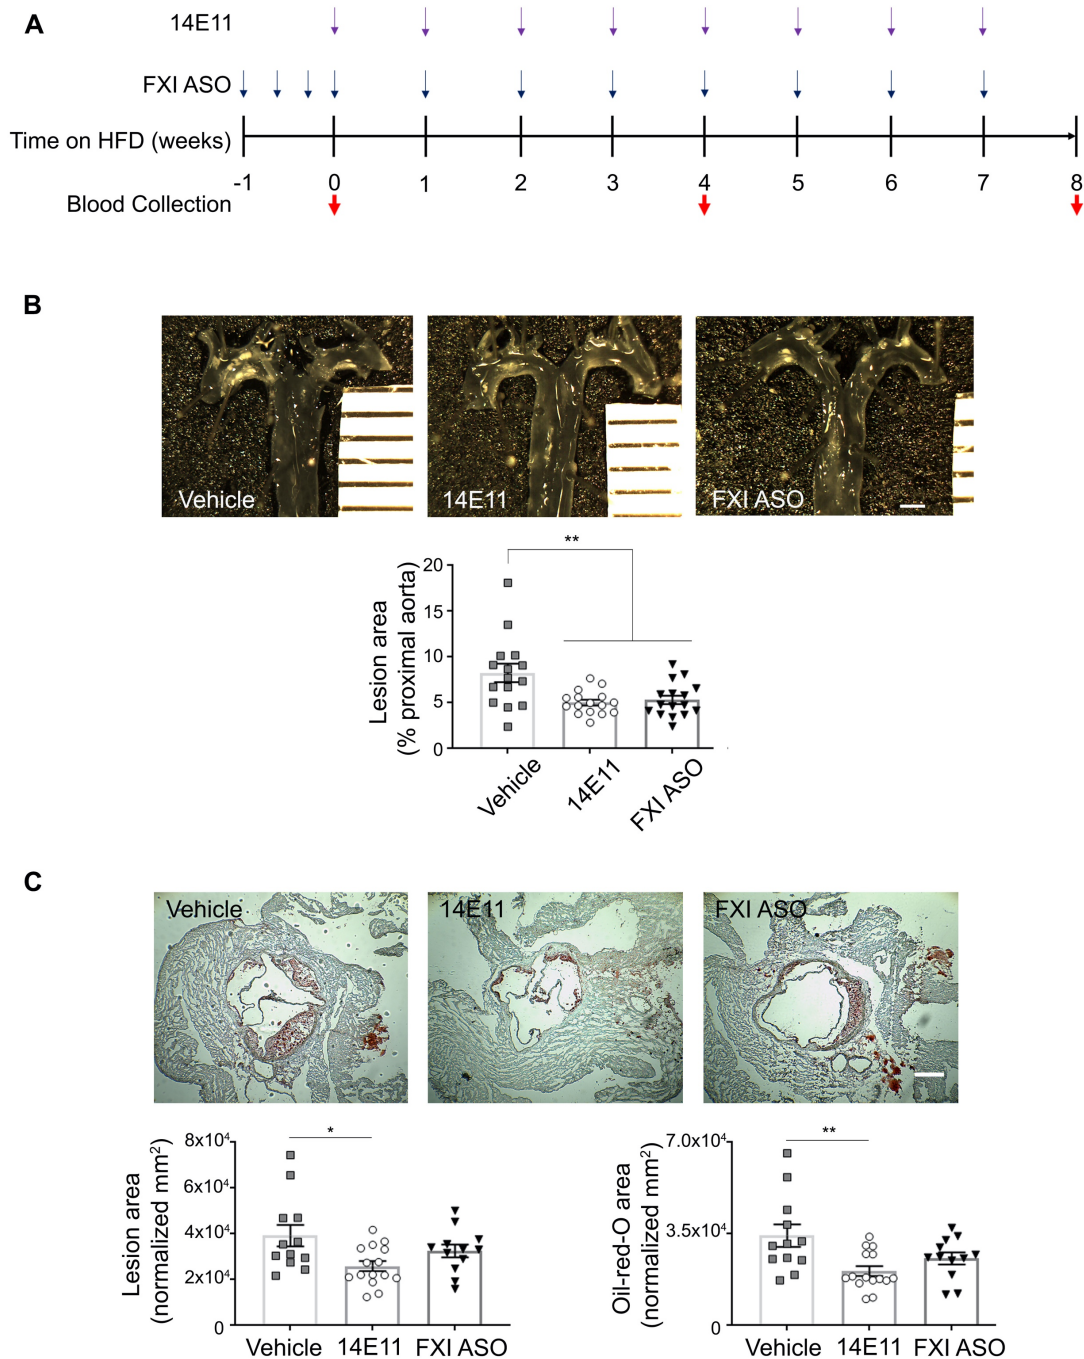 A
14E11
FXI ASO
Time on HFD (weeks)
-1 0 1 2 3 4 5 6 7 8
Blood Collection
B
Vehicle 14E11 FXI ASO
**
Lesion area
(% proximal aorta)
20
15
10
5
0
Vehicle 14E11 FXI ASO
C
Vehicle 14E11 FXI ASO
*
Lesion area
(normalized mm²)
8x10⁴
6x10⁴
4x10⁴
2x10⁴
0
Vehicle 14E11 FXI ASO
**
Oil-red-O area
(normalized mm²)
7.0x10⁴
3.5x10⁴
0
Vehicle 14E11 FXI ASO